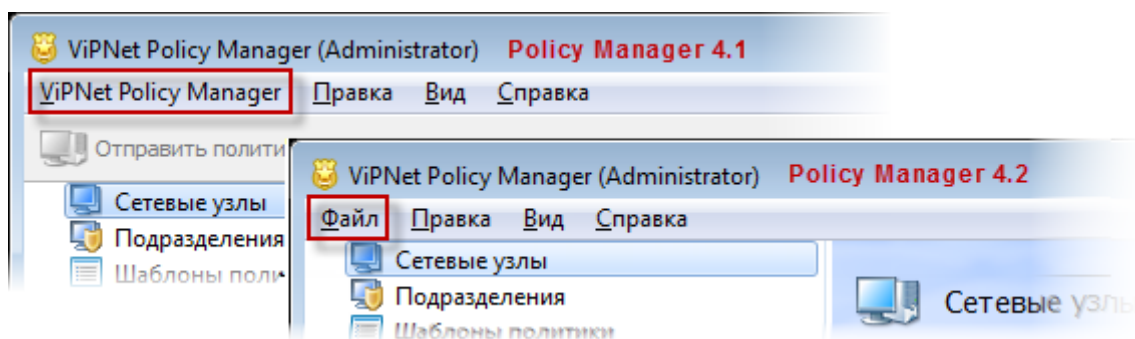 ViPNet Policy Manager (Administrator) Policy Manager 4.1
ViPNet Policy Manager Правка Вид Справка
Отправить полити
Сетевые узлы
Подразделения
Шаблоны поли
ViPNet Policy Manager (Administrator) Policy Manager 4.2
Файл Правка Вид Справка
Сетевые узлы
Подразделения
Шаблоны политики
Сетевые узлы